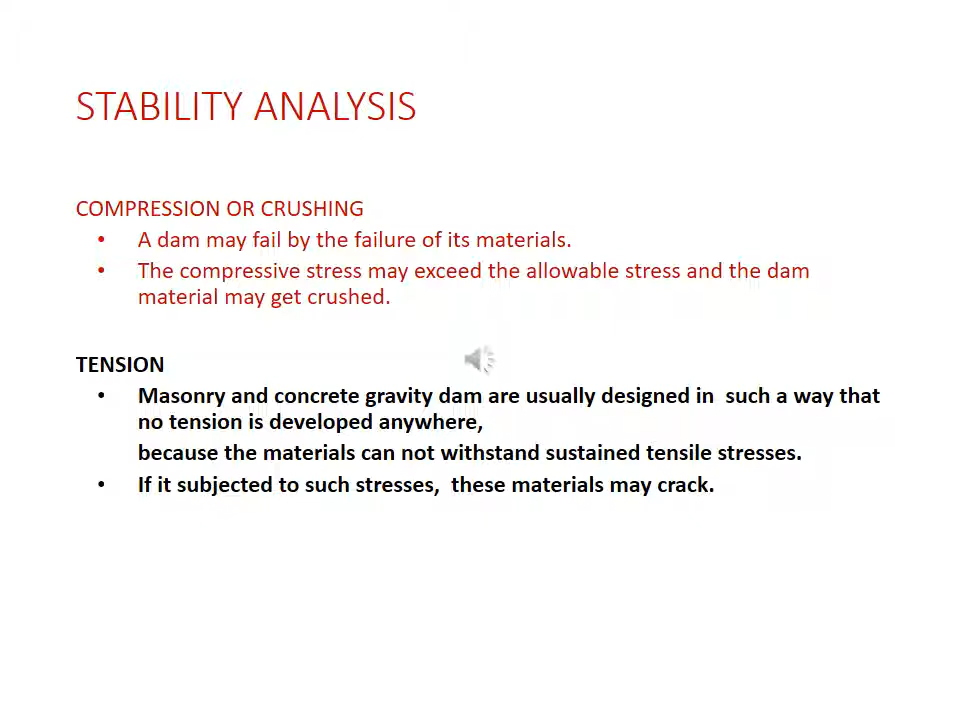 STABILITY ANALYSIS
COMPRESSION OR CRUSHING
• A dam may fail by the failure of its materials.
• The compressive stress may exceed the allowable stress and the dam
material may get crushed.
TENSION
• Masonry and concrete gravity dam are usually designed in  such a way that
no tension is developed anywhere,
because the materials can not withstand sustained tensile stresses.
• If it subjected to such stresses,  these materials may crack.